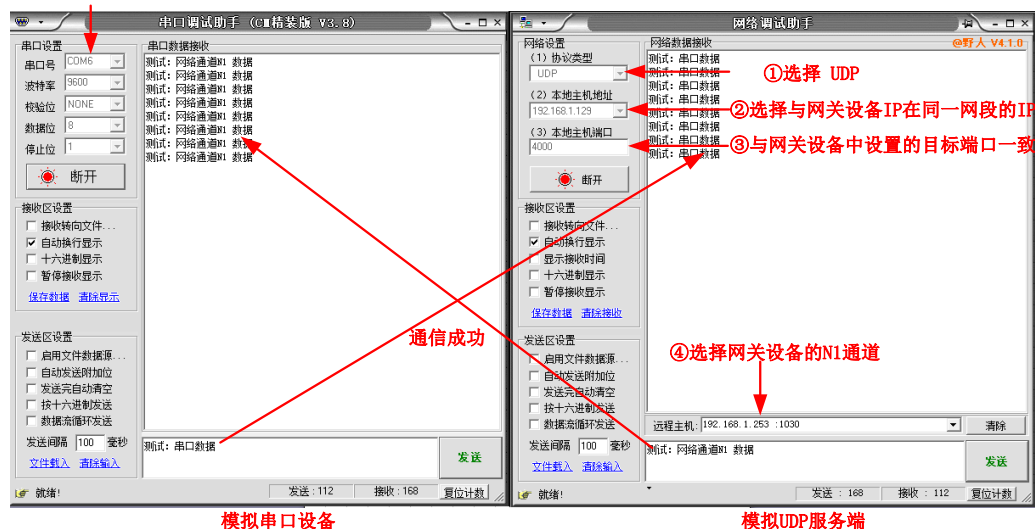 串口调试助手 (CM精装版 V3.8)
串口设置
串口号 COM6
波特率 9600
校验位 NONE
数据位 8
停止位 1
断开
接收区设置
接收转向文件...
自动换行显示
十六进制显示
暂停接收显示
保存数据 清除显示
发送区设置
启用文件数据源...
自动发送附加位
发送完自动清空
按十六进制发送
数据流循环发送
发送间隔 100 毫秒
文件载入 清除输入
串口数据接收
测试: 网络通道N1 数据
测试: 网络通道N1 数据
测试: 网络通道N1 数据
测试: 网络通道N1 数据
测试: 网络通道N1 数据
测试: 网络通道N1 数据
测试: 网络通道N1 数据
测试: 网络通道N1 数据
测试: 串口数据
发送
就绪! 发送:112 接收:168 复位计数
模拟串口设备
通信成功
网络调试助手
@野人 V4.1.0
网络设置
(1) 协议类型
UDP
(2) 本地主机地址
192.168.1.129
(3) 本地主机端口
4000
断开
接收区设置
接收转向文件...
自动换行显示
显示接收时间
十六进制显示
暂停接收显示
保存数据 清除接收
发送区设置
启用文件数据源...
自动发送附加位
发送完自动清空
按十六进制发送
数据流循环发送
发送间隔 100 毫秒
文件载入 清除输入
网络数据接收
测试: 串口数据
测试: 串口数据
测试: 串口数据
测试: 串口数据
测试: 串口数据
测试: 串口数据
测试: 串口数据
测试: 串口数据
①选择 UDP
②选择与网关设备IP在同一网段的IP
③与网关设备中设置的目标端口一致
④选择网关设备的N1通道
远程主机: 192.168.1.253 :1030 清除
测试: 网络通道N1 数据
发送
就绪! 发送 : 168 接收 : 112 复位计数
模拟UDP服务端